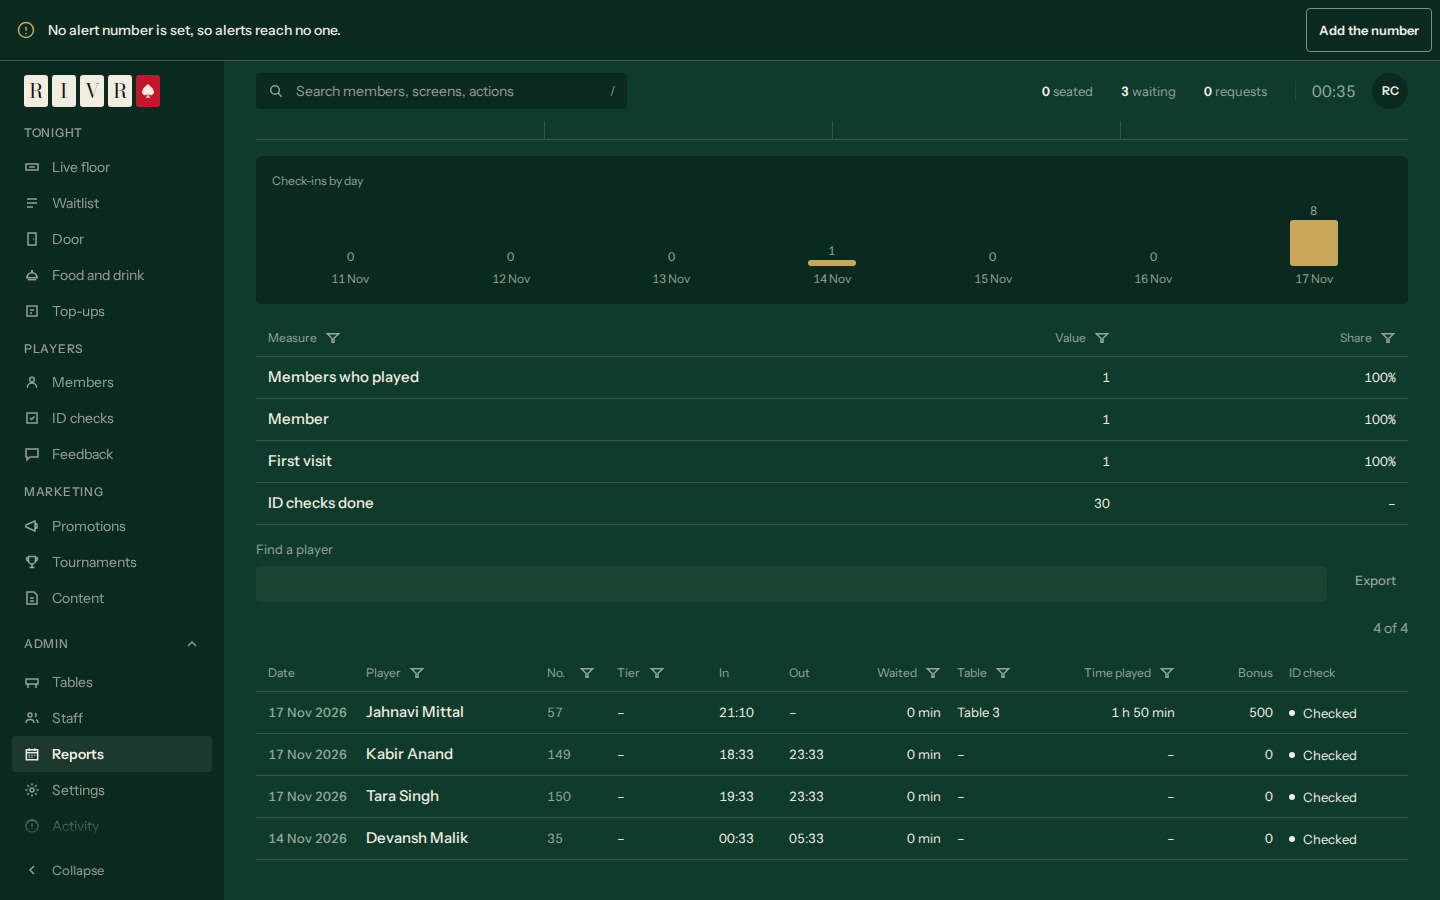 No alert number is set, so alerts reach no one.
Add the number
R I V R
Search members, screens, actions /
0 seated 3 waiting 0 requests 00:35 RC
TONIGHT
Live floor
Waitlist
Door
Food and drink
Top-ups
PLAYERS
Members
ID checks
Feedback
MARKETING
Promotions
Tournaments
Content
ADMIN
Tables
Staff
Reports
Settings
Activity
Collapse
Check-ins by day
0 0 0 1 0 0 8
11 Nov 12 Nov 13 Nov 14 Nov 15 Nov 16 Nov 17 Nov
Measure Value Share
Members who played 1 100%
Member 1 100%
First visit 1 100%
ID checks done 30 –
Find a player
Export
4 of 4
Date Player No. Tier In Out Waited Table Time played Bonus ID check
17 Nov 2026 Jahnavi Mittal 57 – 21:10 – 0 min Table 3 1 h 50 min 500 Checked
17 Nov 2026 Kabir Anand 149 – 18:33 23:33 0 min – – 0 Checked
17 Nov 2026 Tara Singh 150 – 19:33 23:33 0 min – – 0 Checked
14 Nov 2026 Devansh Malik 35 – 00:33 05:33 0 min – – 0 Checked